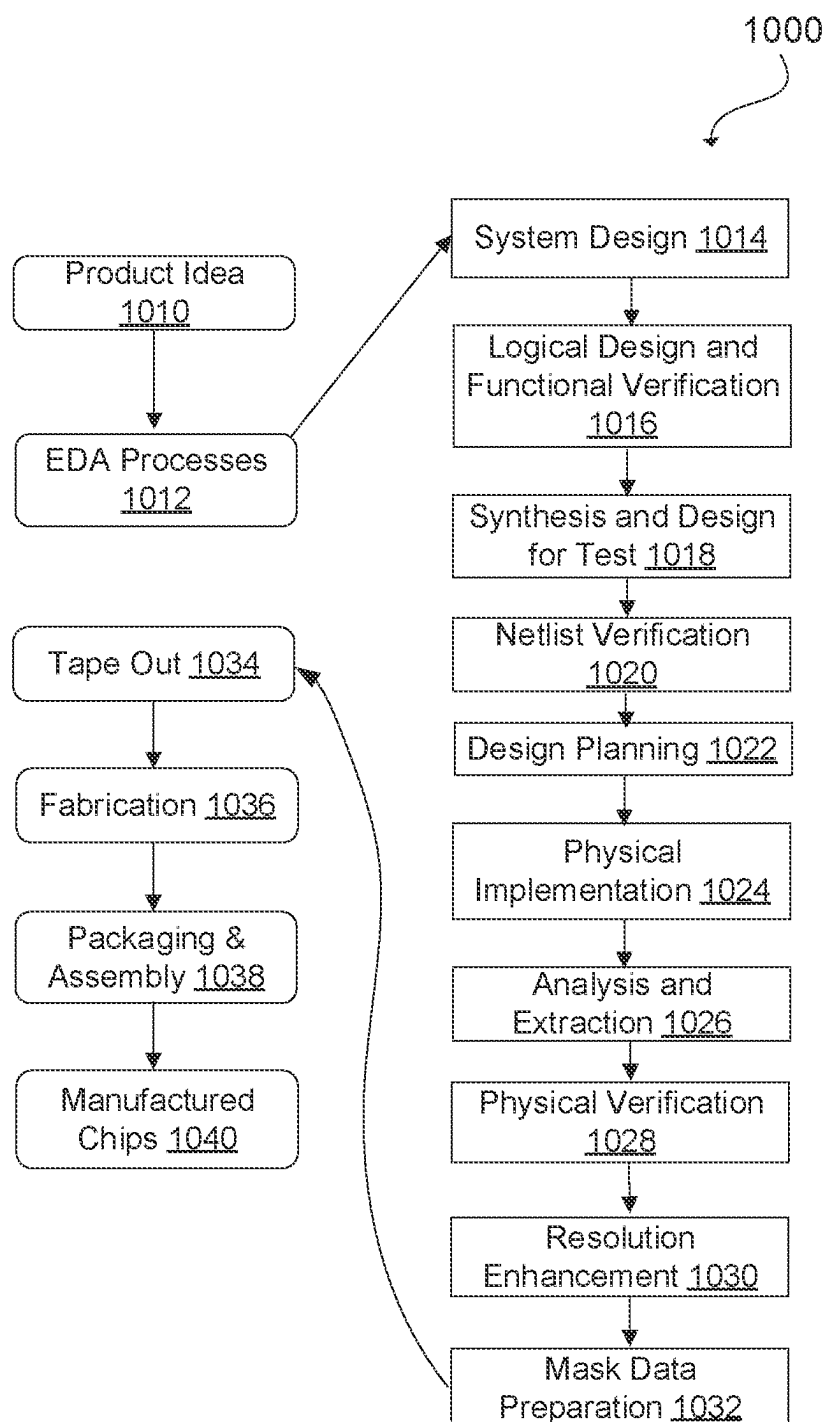 1000
Product Idea
1010
EDA Processes
1012
System Design 1014
Logical Design and
Functional Verification
1016
Synthesis and Design
for Test 1018
Netlist Verification
1020
Design Planning 1022
Physical
Implementation 1024
Analysis and
Extraction 1026
Physical Verification
1028
Resolution
Enhancement 1030
Mask Data
Preparation 1032
Tape Out 1034
Fabrication 1036
Packaging &
Assembly 1038
Manufactured
Chips 1040